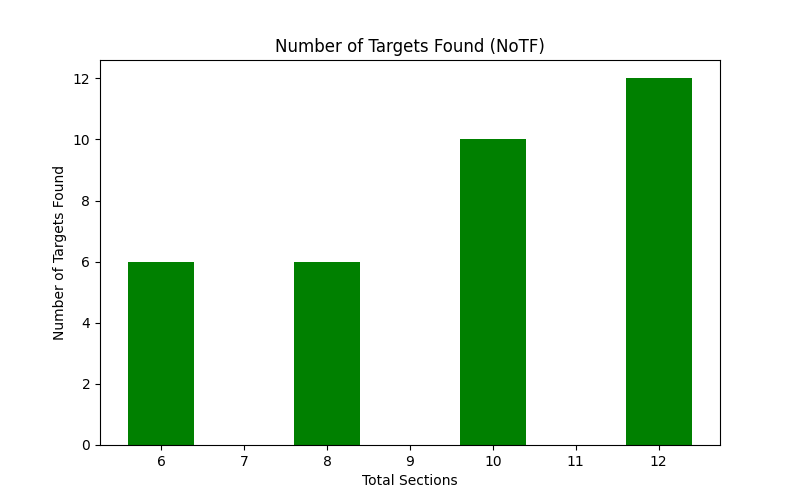 Number of Targets Found (NoTF)
12
10
8
6
4
2
0
Number of Targets Found
6 7 8 9 10 11 12
Total Sections